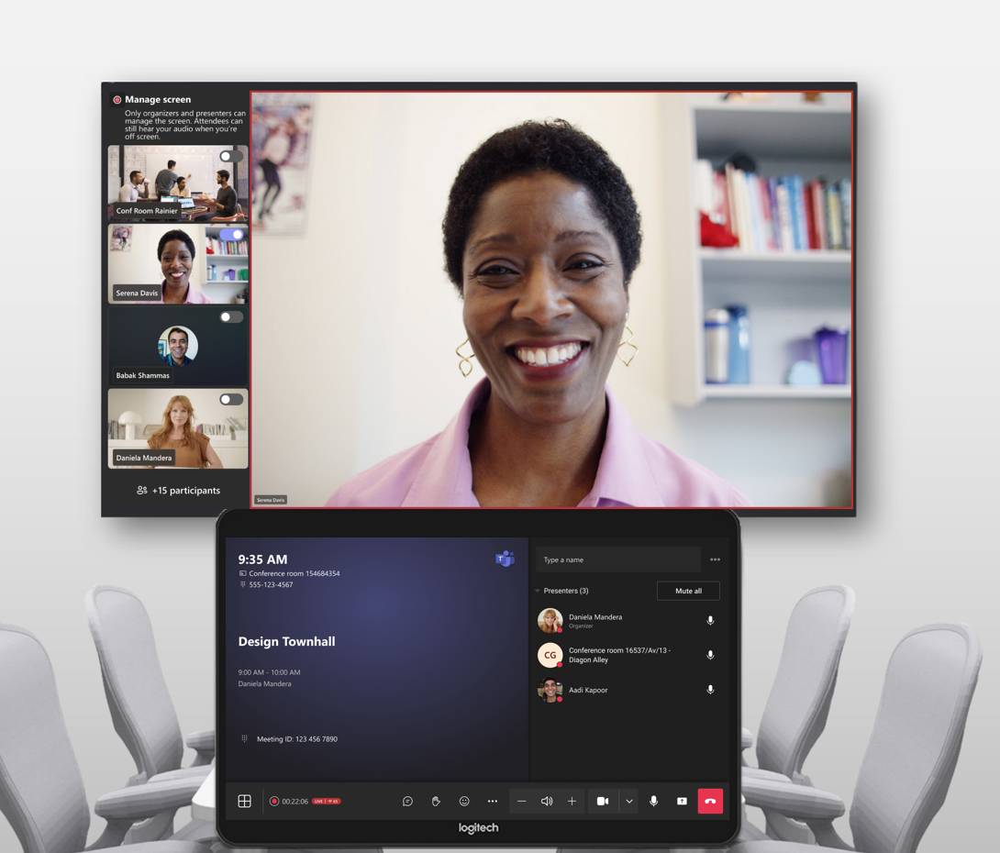 Manage screen
Only organizers and presenters can
manage the screen. Attendees can
still hear your audio when you're
off screen.
Conf Room Rainier
Serena Davis
Babak Shammas
Daniela Mandera
+15 participants
Serena Davis
9:35 AM
Conference room 154684354
555-123-4567
Design Townhall
9:00 AM - 10:00 AM
Daniela Mandera
Meeting ID: 123 456 7890
T
Type a name
Presenters (3)
Mute all
Daniela Mandera
Organizer
CG
Conference room 16537/Av/13 -
Diagon Alley
Aadi Kapoor
00:22:06
LIVE
logitech